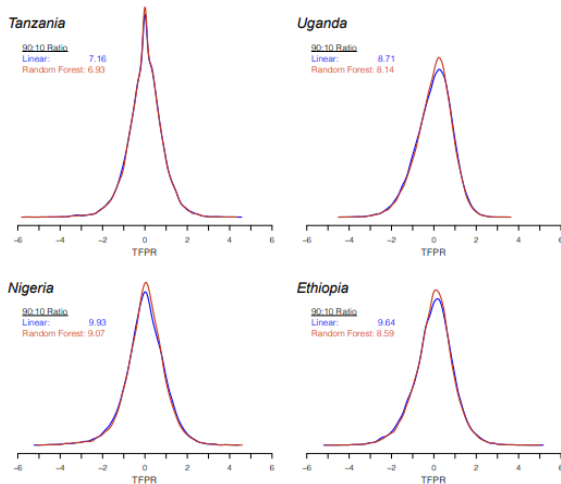 Tanzania
90:10 Ratio
Linear: 7.16
Random Forest: 6.93
-6 -4 -2 0 2 4 6
TFPR
Uganda
90:10 Ratio
Linear: 8.71
Random Forest: 8.14
-6 -4 -2 0 2 4 6
TFPR
Nigeria
90:10 Ratio
Linear: 9.93
Random Forest: 9.07
-6 -4 -2 0 2 4 6
TFPR
Ethiopia
90:10 Ratio
Linear: 9.64
Random Forest: 8.59
-6 -4 -2 0 2 4 6
TFPR